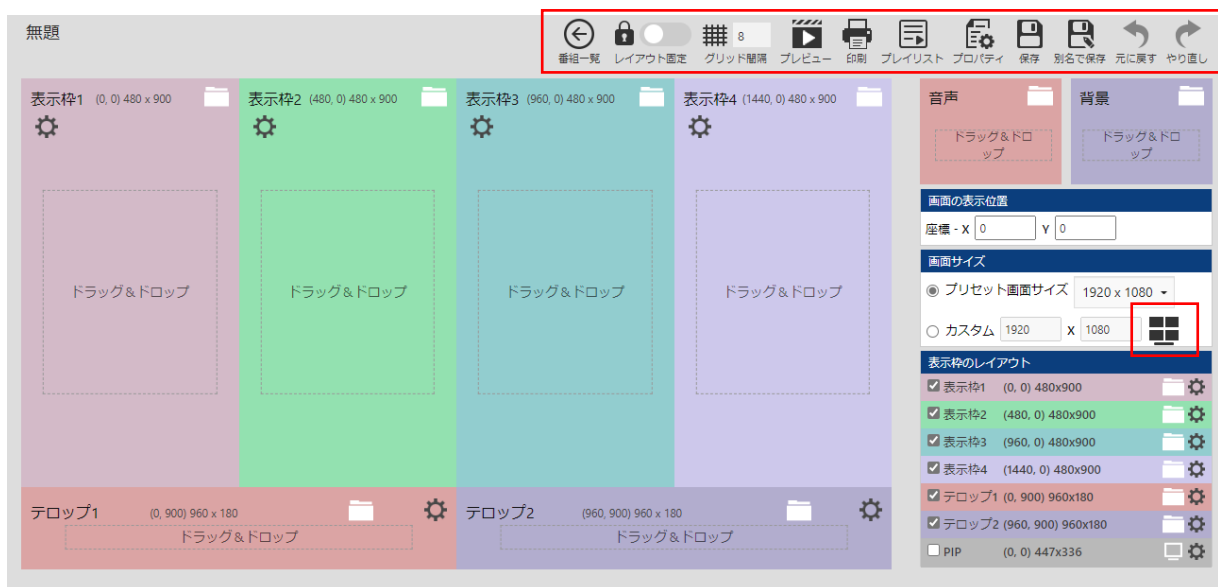 無題
8
番組一覧 レイアウト固定 グリッド間隔 プレビュー 印刷 プレイリスト プロパティ 保存 別名で保存 元に戻す やり直し
表示枠1 (0, 0) 480 x 900
表示枠2 (480, 0) 480 x 900
表示枠3 (960, 0) 480 x 900
表示枠4 (1440, 0) 480 x 900
ドラッグ&ドロップ
ドラッグ&ドロップ
ドラッグ&ドロップ
ドラッグ&ドロップ
テロップ1 (0, 900) 960 x 180
ドラッグ&ドロップ
テロップ2 (960, 900) 960 x 180
ドラッグ&ドロップ
音声
ドラッグ&ドロ
ップ
背景
ドラッグ&ドロ
ップ
画面の表示位置
座標 - X 0 Y 0
画面サイズ
プリセット画面サイズ 1920 x 1080
カスタム 1920 X 1080
表示枠のレイアウト
表示枠1 (0, 0) 480x900
表示枠2 (480, 0) 480x900
表示枠3 (960, 0) 480x900
表示枠4 (1440, 0) 480x900
テロップ1 (0, 900) 960x180
テロップ2 (960, 900) 960x180
PIP (0, 0) 447x336